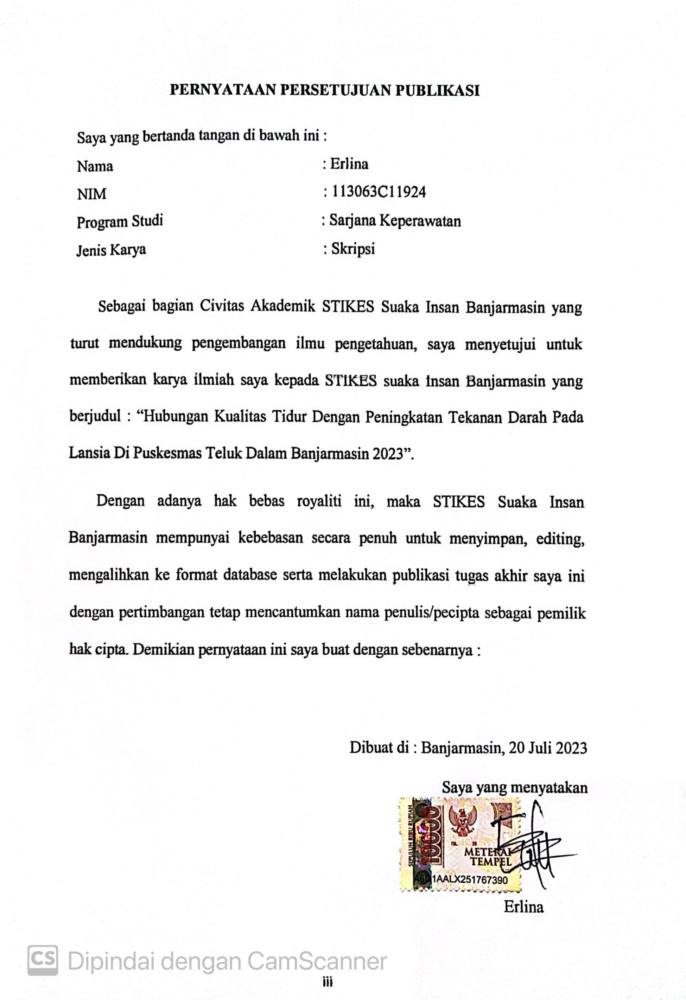 PERNYATAAN PERSETUJUAN PUBLIKASI
Saya yang bertanda tangan di bawah ini :
Nama : Erlina
NIM : 113063C11924
Program Studi : Sarjana Keperawatan
Jenis Karya : Skripsi
Sebagai bagian Civitas Akademik STIKES Suaka Insan Banjarmasin yang
turut mendukung pengembangan ilmu pengetahuan, saya menyetujui untuk
memberikan karya ilmiah saya kepada STIKES suaka Insan Banjarmasin yang
berjudul : “Hubungan Kualitas Tidur Dengan Peningkatan Tekanan Darah Pada
Lansia Di Puskesmas Teluk Dalam Banjarmasin 2023”.
Dengan adanya hak bebas royaliti ini, maka STIKES Suaka Insan
Banjarmasin mempunyai kebebasan secara penuh untuk menyimpan, editing,
mengalihkan ke format database serta melakukan publikasi tugas akhir saya ini
dengan pertimbangan tetap mencantumkan nama penulis/pecipta sebagai pemilik
hak cipta. Demikian pernyataan ini saya buat dengan sebenarnya :
Dibuat di : Banjarmasin, 20 Juli 2023
Saya yang menyatakan
SEPULUH RIBU RUPIAH
10000
TGL. 20
METERAI
TEMPEL
A6D1AALX251767390
Erlina
CS Dipindai dengan CamScanner
iii